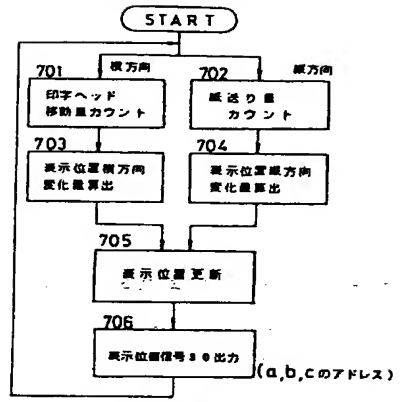 START
横方向
縦方向
701
印字ヘッド
移動量カウント
702
紙送り量
カウント
703
表示位置横方向
変化量算出
704
表示位置縦方向
変化量算出
705
表示位置更新
706
表示位置信号30出力
(a,b,cのアドレス)